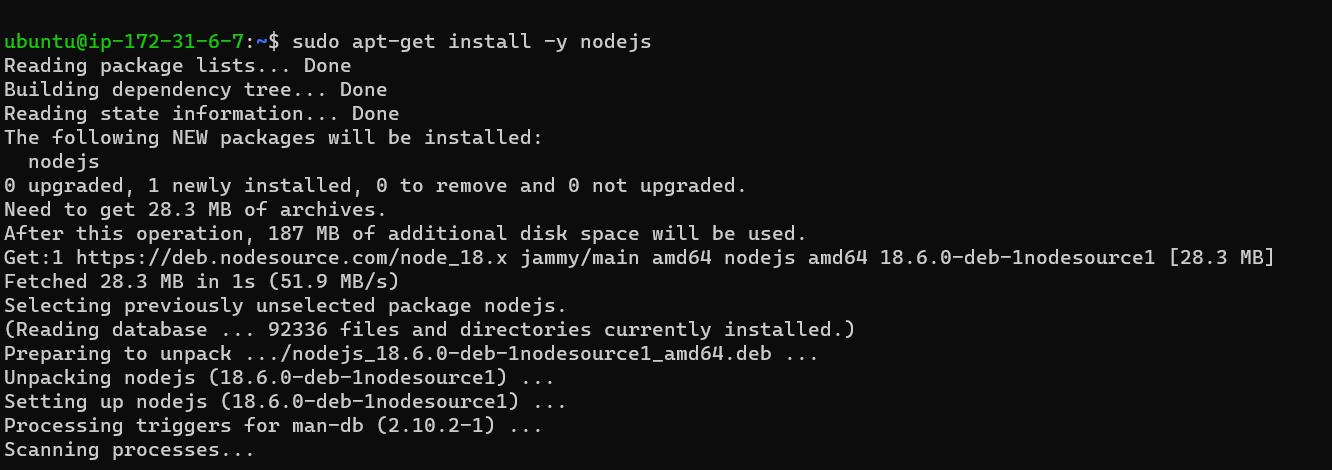 ubuntu@ip-172-31-6-7:~$ sudo apt-get install -y nodejs
Reading package lists... Done
Building dependency tree... Done
Reading state information... Done
The following NEW packages will be installed:
  nodejs
0 upgraded, 1 newly installed, 0 to remove and 0 not upgraded.
Need to get 28.3 MB of archives.
After this operation, 187 MB of additional disk space will be used.
Get:1 https://deb.nodesource.com/node_18.x jammy/main amd64 nodejs amd64 18.6.0-deb-1nodesource1 [28.3 MB]
Fetched 28.3 MB in 1s (51.9 MB/s)
Selecting previously unselected package nodejs.
(Reading database ... 92336 files and directories currently installed.)
Preparing to unpack .../nodejs_18.6.0-deb-1nodesource1_amd64.deb ...
Unpacking nodejs (18.6.0-deb-1nodesource1) ...
Setting up nodejs (18.6.0-deb-1nodesource1) ...
Processing triggers for man-db (2.10.2-1) ...
Scanning processes...